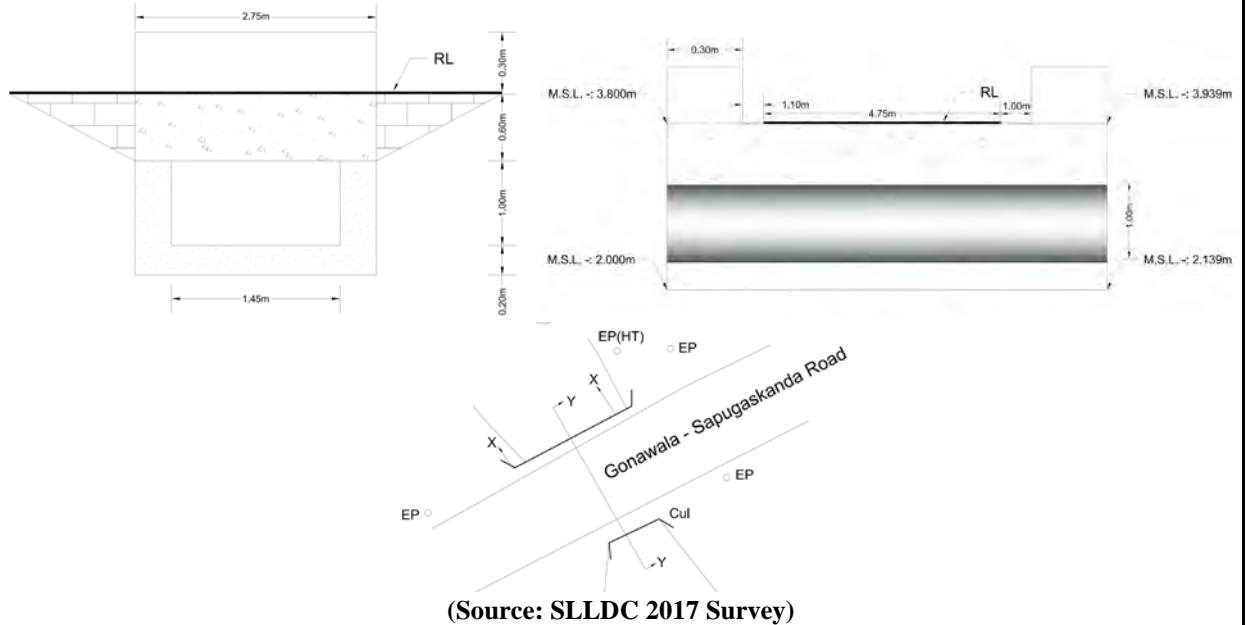 2.75m
RL
0.30m
0.60m
1.00m
0.20m
1.45m
0.30m
M.S.L. -: 3.800m
1.10m
4.75m
RL
1.00m
M.S.L. -: 3.939m
1.00m
M.S.L. -: 2.000m
M.S.L. -: 2.139m
EP(HT)
EP
X
Y
X
Gonawala - Sapugaskanda Road
EP
EP
Cul
Y
(Source: SLLDC 2017 Survey)